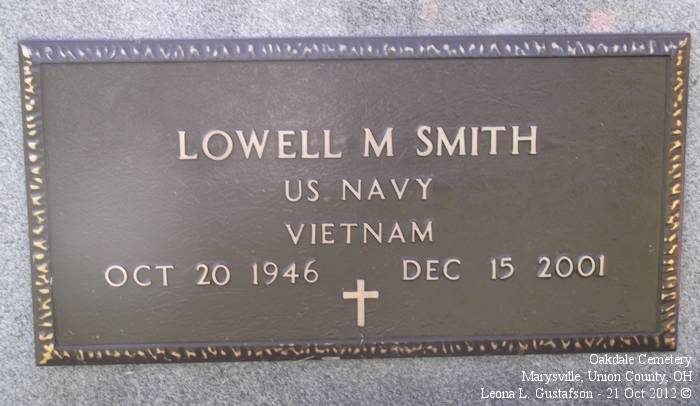 LOWELL M SMITH
US NAVY
VIETNAM
OCT 20 1946 DEC 15 2001
Oakdale Cemetery
Marysville, Union County, OH
Leona L. Gustafson - 21 Oct 2012 ©